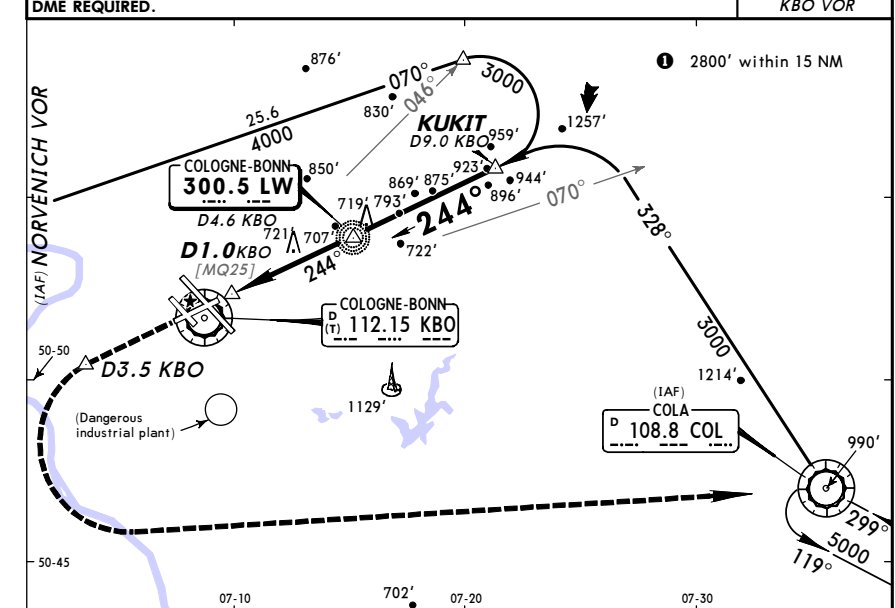 DME REQUIRED.
KBO VOR
876'
❶ 2800' within 15 NM
070°
3000
046°
830'
25.6
4000
KUKIT
D9.0 KBO
959'
1257'
(IAF) NORVENICH VOR
COLOGNE-BONN
300.5 LW
850'
923'
869'
875'
944'
896'
D4.6 KBO
719'
793'
244°
070°
328°
721'
707'
722'
D1.0KBO
[MQ25]
244°
COLOGNE-BONN
D
(T) 112.15 KBO
3000
50-50
D3.5 KBO
1214'
1129'
(Dangerous
industrial plant)
(IAF)
COLA
D 108.8 COL
990'
299°
5000
119°
50-45
07-10
702'
07-20
07-30